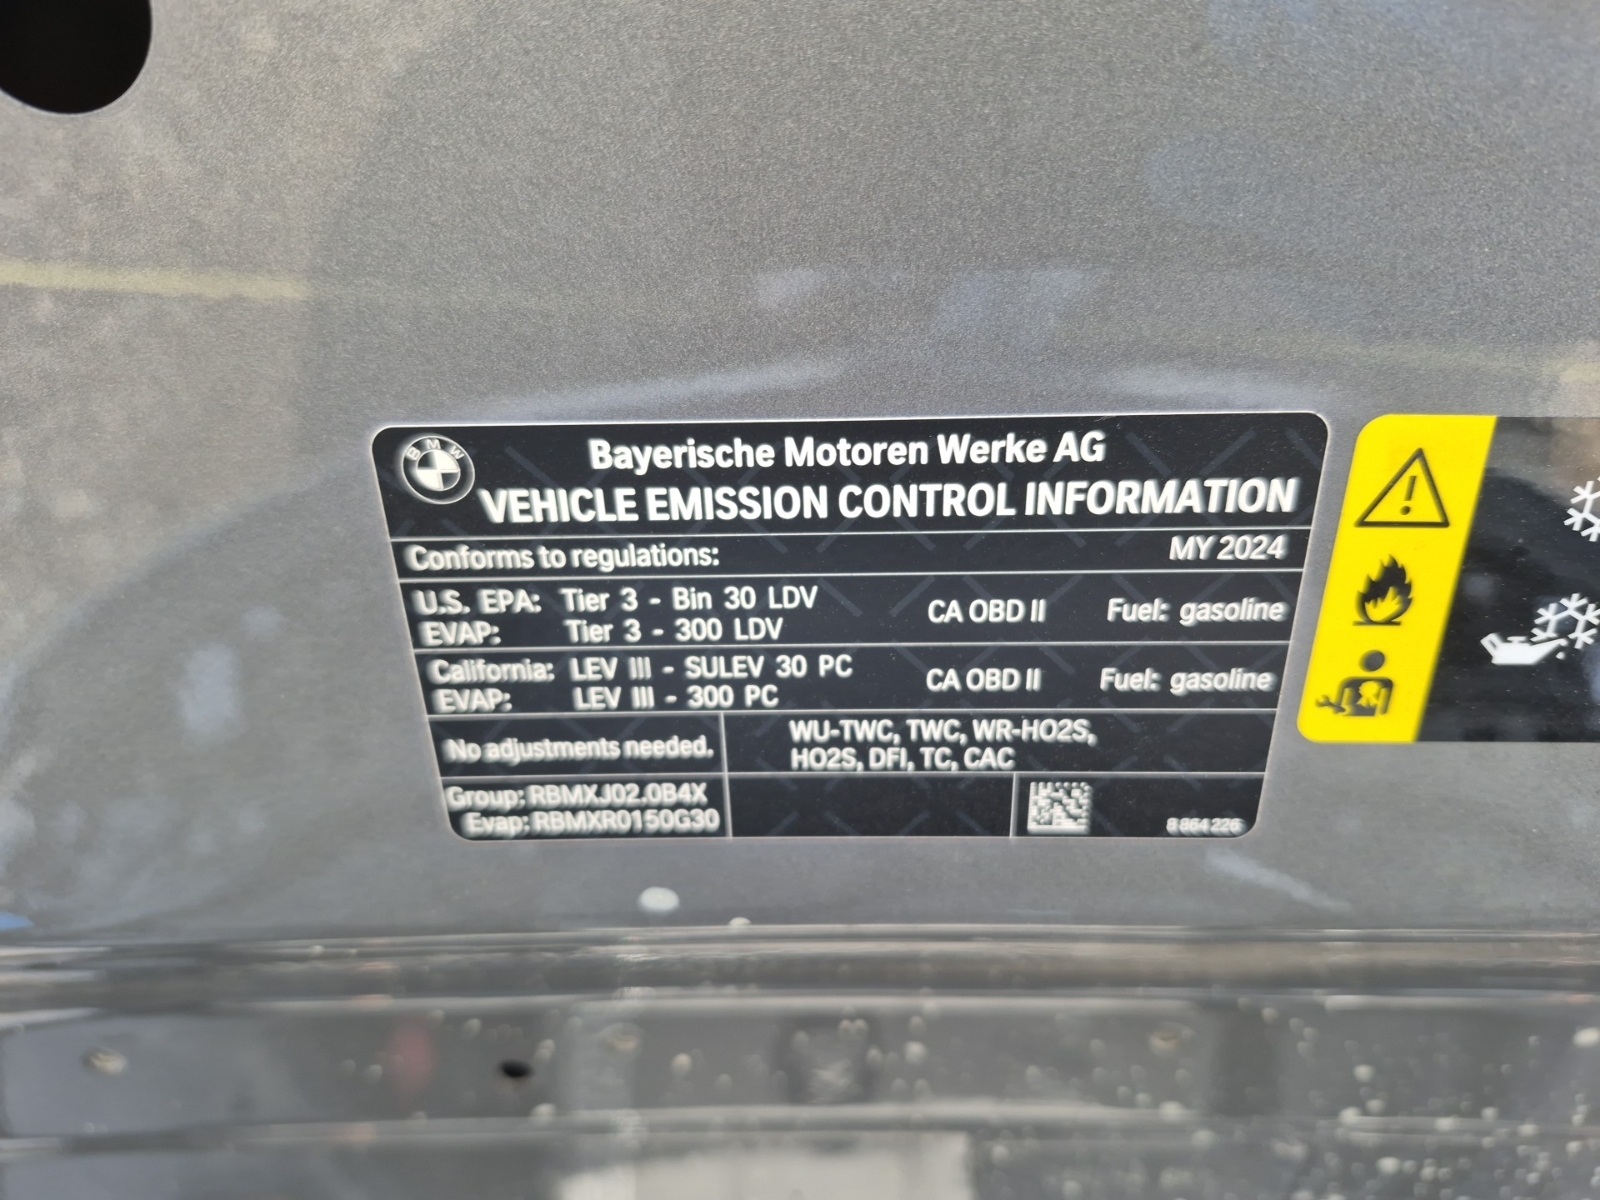 BMW
Bayerische Motoren Werke AG
VEHICLE EMISSION CONTROL INFORMATION
Conforms to regulations: MY 2024
U.S. EPA: Tier 3 - Bin 30 LDV CA OBD II Fuel: gasoline
EVAP: Tier 3 - 300 LDV
California: LEV III - SULEV 30 PC CA OBD II Fuel: gasoline
EVAP: LEV III - 300 PC
No adjustments needed.
WU-TWC, TWC, WR-HO2S,
HO2S, DFI, TC, CAC
Group: RBMXJ02.0B4X
Evap: RBMXR0150G30
8 864 226